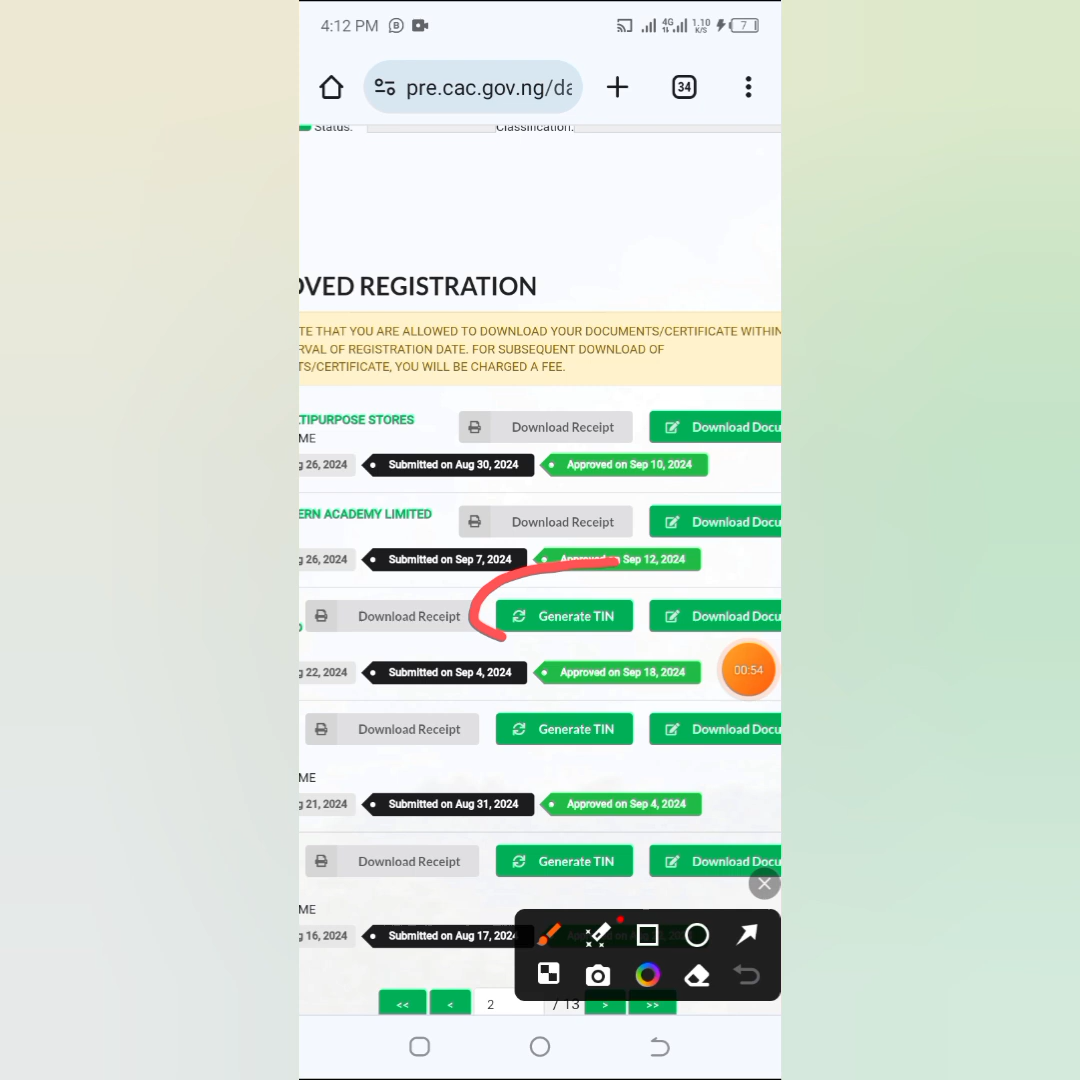 4:12 PM
4G
1.10
K/S
7
pre.cac.gov.ng/da
34
Status:
Classification:
OVED REGISTRATION
TE THAT YOU ARE ALLOWED TO DOWNLOAD YOUR DOCUMENTS/CERTIFICATE WITHIN
RVAL OF REGISTRATION DATE. FOR SUBSEQUENT DOWNLOAD OF
TS/CERTIFICATE, YOU WILL BE CHARGED A FEE.
TIPURPOSE STORES
Download Receipt
Download Docu
ME
g 26, 2024
Submitted on Aug 30, 2024
Approved on Sep 10, 2024
ERN ACADEMY LIMITED
Download Receipt
Download Docu
g 26, 2024
Submitted on Sep 7, 2024
Approved on Sep 12, 2024
Download Receipt
Generate TIN
Download Docu
g 22, 2024
Submitted on Sep 4, 2024
Approved on Sep 18, 2024
00:54
Download Receipt
Generate TIN
Download Docu
ME
g 21, 2024
Submitted on Aug 31, 2024
Approved on Sep 4, 2024
Download Receipt
Generate TIN
Download Docu
ME
g 16, 2024
Submitted on Aug 17, 2024
<<
<
2
/ 13
>
>>